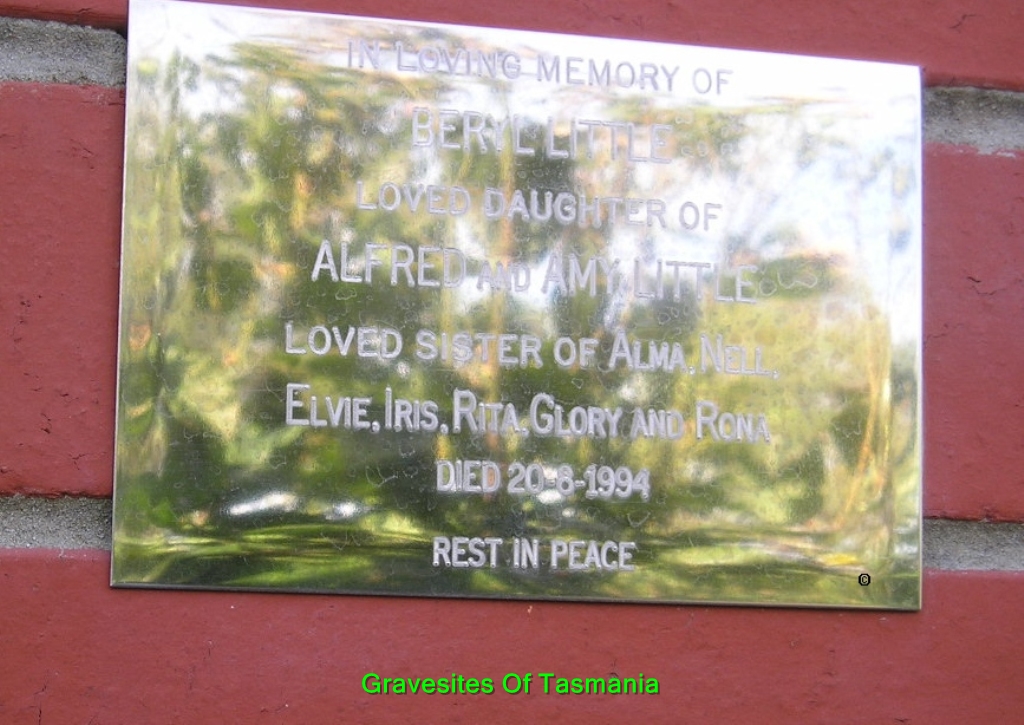 IN LOVING MEMORY OF
BERYL LITTLE
LOVED DAUGHTER OF
ALFRED AND AMY LITTLE
LOVED SISTER OF ALMA, NELL,
ELVIE, IRIS, RITA, GLORY AND RONA
DIED 20-8-1994
REST IN PEACE
©
Gravesites Of Tasmania